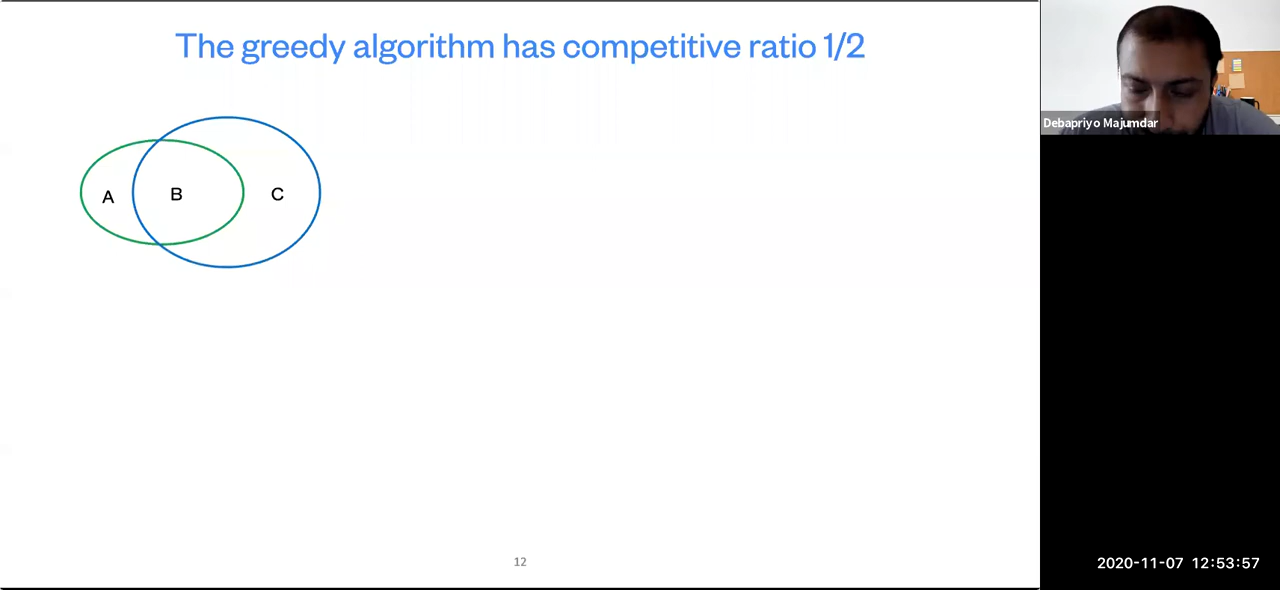 The greedy algorithm has competitive ratio 1/2
A
B
C
Debapriyo Majumdar
12
2020-11-07 12:53:57